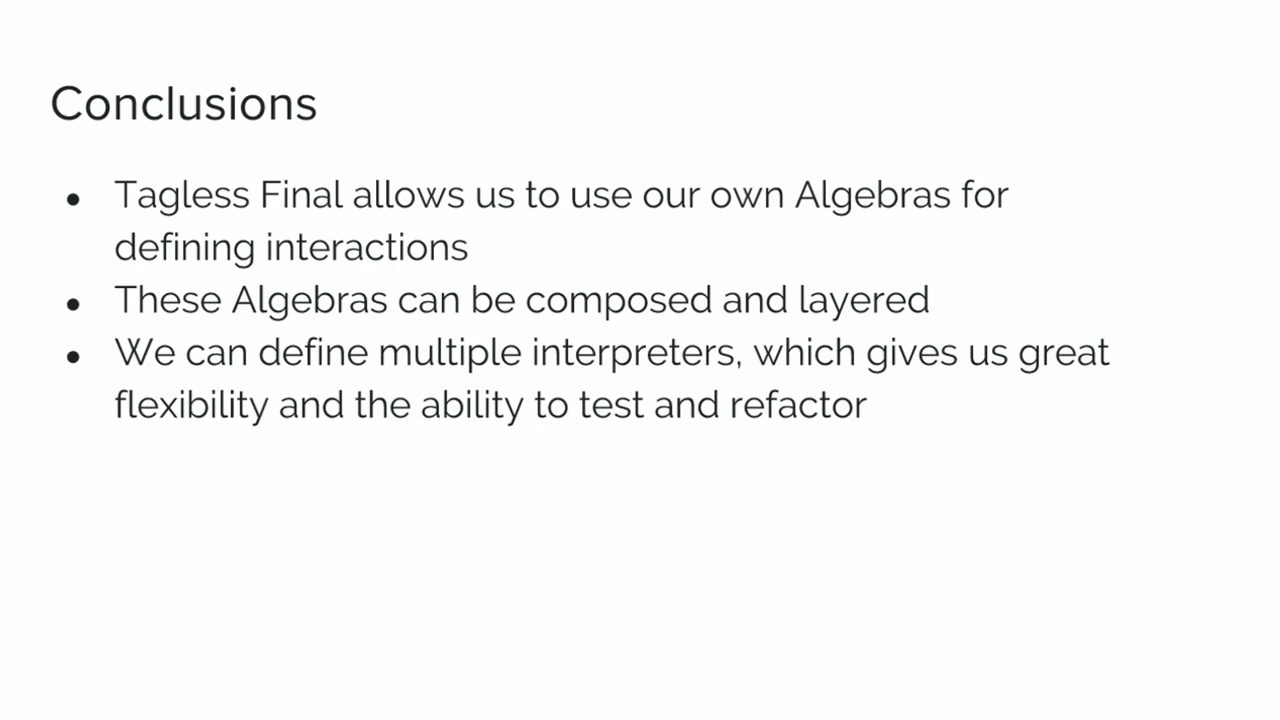 Conclusions
● Tagless Final allows us to use our own Algebras for
defining interactions
● These Algebras can be composed and layered
● We can define multiple interpreters, which gives us great
flexibility and the ability to test and refactor